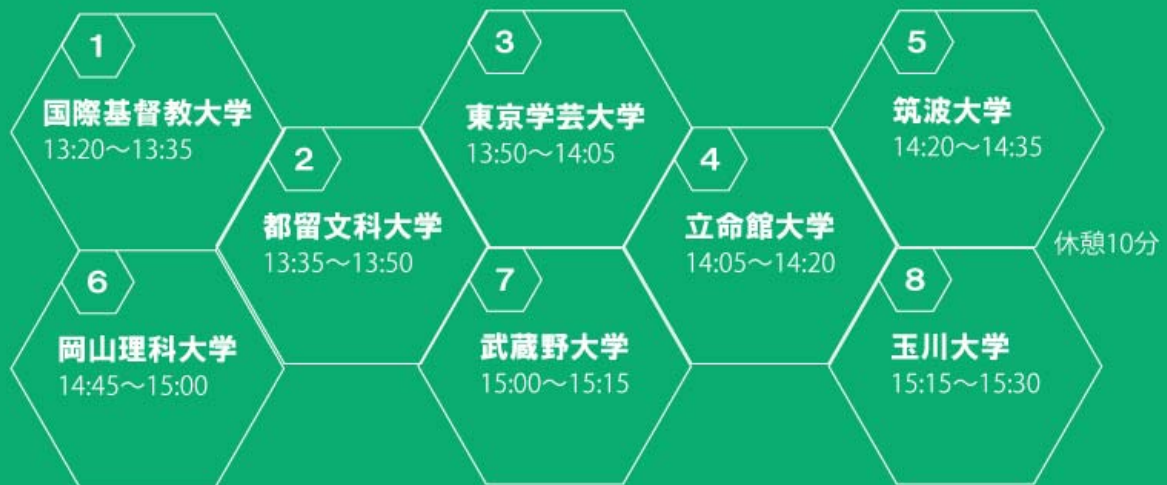 1
国際基督教大学
13:20～13:35
2
都留文科大学
13:35～13:50
3
東京学芸大学
13:50～14:05
4
立命館大学
14:05～14:20
5
筑波大学
14:20～14:35
休憩10分
6
岡山理科大学
14:45～15:00
7
武蔵野大学
15:00～15:15
8
玉川大学
15:15～15:30